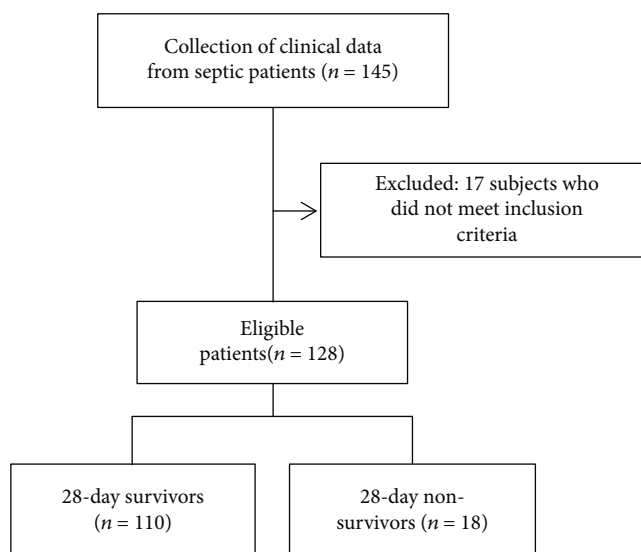 Collection of clinical data
from septic patients (n = 145)
Excluded: 17 subjects who
did not meet inclusion
criteria
Eligible
patients(n = 128)
28-day survivors
(n = 110)
28-day non-
survivors (n = 18)